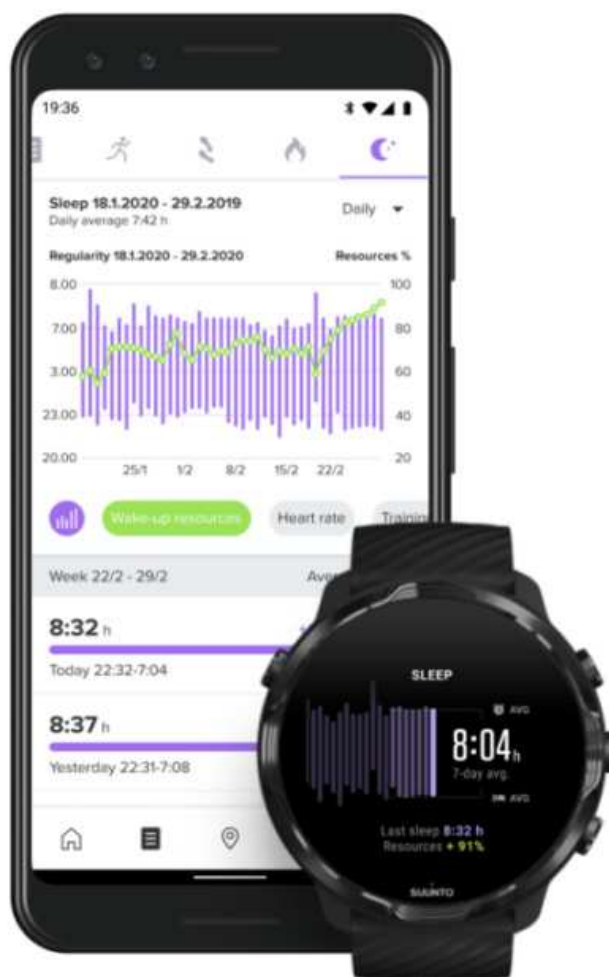 19:36
Sleep 18.1.2020 - 29.2.2019
Daily
Daily average 7:42 h
Regularity 18.1.2020 - 29.2.2020
Resources %
8.00
100
7:00
80
3.00
60
23.00
40
20.00
20
25/1
1/2
8/2
15/2
22/2
Wake-up resources
Heart rate
Training
Week 22/2 - 29/2
Aver
8:32 h
Today 22:32-7:04
8:37 h
Yesterday 22:31-7:08
SLEEP
AVG
8:04 h
7-day avg.
AVG
Last sleep 8:32 h
Resources + 91%
SUUNTO